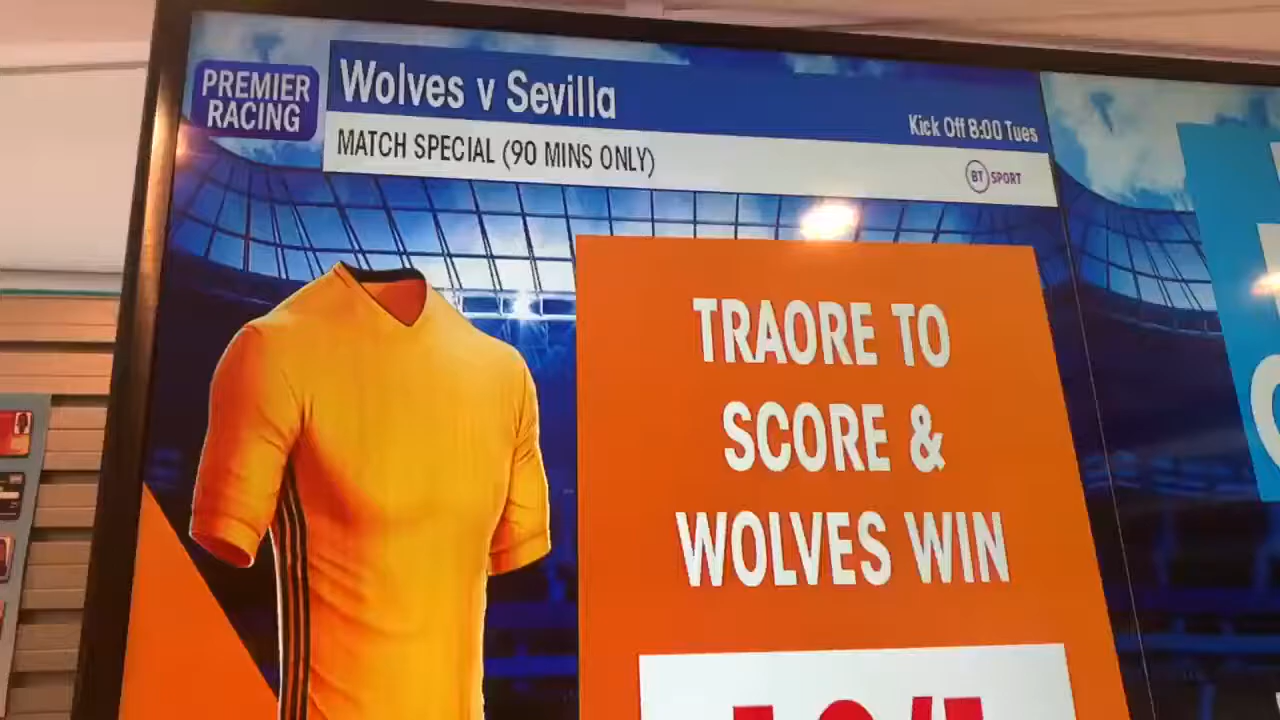 PREMIER
RACING
Wolves v Sevilla
Kick Off 8:00 Tues
MATCH SPECIAL (90 MINS ONLY)
BT SPORT
TRAORE TO
SCORE &
WOLVES WIN